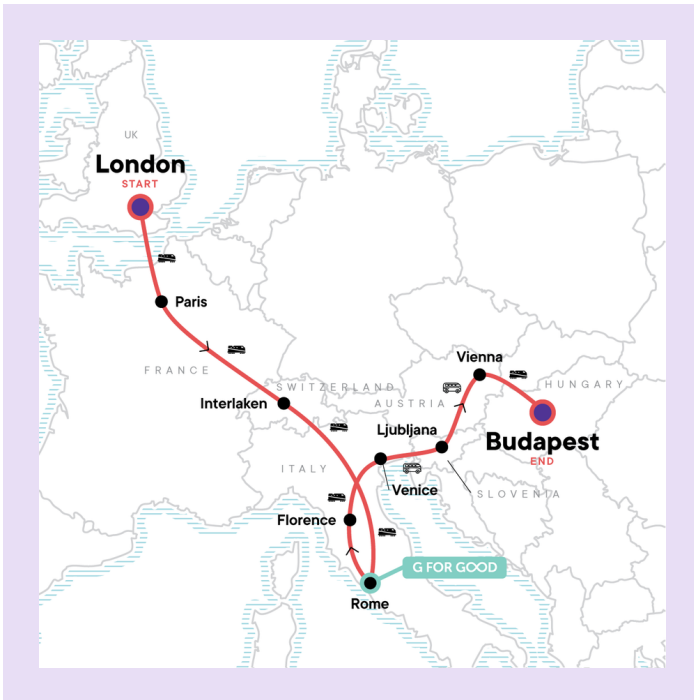 UK
London
START
Paris
FRANCE
SWITZERLAND
Interlaken
Vienna
HUNGARY
AUSTRIA
Ljubljana
Budapest
END
ITALY
Venice
SLOVENIA
Florence
G FOR GOOD
Rome